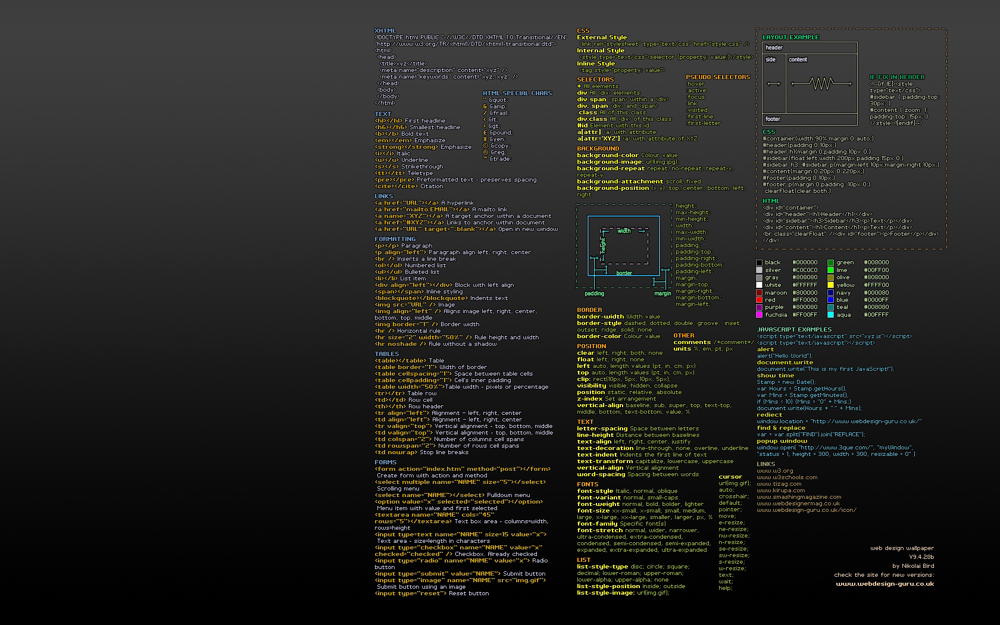 XHTML
<!DOCTYPE html PUBLIC "-//W3C//DTD XHTML 1.0 Transitional//EN"
"http://www.w3.org/TR/xhtml1/DTD/xhtml1-transitional.dtd">
<html>
<head>
<title>xyz</title>
<meta name="description" content="xyz" />
<meta name="keywords" content="xyz, xyz" />
</head>
<body>
</body>
</html>
HTML SPECIAL CHARS
" &quot;
& &amp;
/ &frasl;
< &lt;
> &gt;
£ &pound;
¥ &yen;
© &copy;
® &reg;
™ &trade;
TEXT
<h1></h1> First headline
<h6></h6> Smallest headline
<b></b> Bold text
<em></em> Emphasize
<strong></strong> Emphasize
<i></i> Italic
<u></u> Underline
<s></s> Strikethrough
<tt></tt> Teletype
<pre></pre> Preformatted text - preserves spacing
<cite></cite> Citation
LINKS
<a href="URL"></a> A hyperlink
<a href="mailto:EMAIL"></a> A mailto link
<a name="XYZ"></a> A target anchor within a document
<a href="#XYZ"></a> Links to anchor within document
<a href="URL" target="_blank"></a> Open in new window
FORMATTING
<p></p> Paragraph
<p align="left"> Paragraph align left, right, center
<br /> Inserts a line break
<ol></ol> Numbered list
<ul></ul> Bulleted list
<li></li> List item
<div align="left"></div> Block with left align
<span></span> Inline styling
<blockquote></blockquote> Indents text
<img src="URL" /> Image
<img align="left" /> Aligns image left, right, center,
bottom, top, middle
<img border="1" /> Border width
<hr /> Horizontal rule
<hr size="2" width="50%" /> Rule height and width
<hr noshade /> Rule without a shadow
TABLES
<table></table> Table
<table border="1"> Width of border
<table cellspacing="1"> Space between table cells
<table cellpadding="1"> Cell's inner padding
<table width="50%">Table width - pixels or percentage
<tr></tr> Table row
<td></td> Row cell
<th></th> Row header
<tr align="left"> Alignment - left, right, center
<td align="left"> Alignment - left, right, center
<tr valign="top"> Vertical alignment - top, bottom, middle
<td valign="top"> Vertical alignment - top, bottom, middle
<td colspan="2"> Number of columns cell spans
<td rowspan="2"> Number of rows cell spans
<td nowrap> Stop line breaks
FORMS
<form action="index.htm" method="post"></form>
Create form with action and method
<select multiple name="NAME" size="5"></select>
Scrolling menu
<select name="NAME"></select> Pulldown menu
<option value="x" selected="selected"></option>
Menu item with value and first selected
<textarea name="NAME" cols="45"
rows="5"></textarea> Text box area - columns=width,
rows=height
<input type=text name="NAME" size=15 value="x">
Text area - size=length in characters
<input type="checkbox" name="NAME" value="x"
checked="checked" /> Checkbox. Already checked
<input type="radio" name="NAME" value="x"> Radio
button
<input type="submit" value="NAME"> Submit button
<input type="image" name="NAME" src="img.gif">
Submit button using an image
<input type="reset"> Reset button
CSS
External Style
<link rel="stylesheet" type="text/css" href="style.css" />
Internal Style
<style type="text/css">selector {property: value;}</style>
Inline Style
<tag style="property: value">
SELECTORS
* All elements
div All <div> elements
div span <span> within a <div>
div, span <div> and <span>
.class All of this class
div.class All <div> of this class
#id Element with this id
a[attr] <a> with attribute
a[attr="XYZ"] <a> with attribute of XYZ
PSEUDO SELECTORS
:hover
:active
:focus
:link
:visited
:first-line
:first-letter
BACKGROUND
background-color Colour value
background-image: url(img.jpg);
background-repeat repeat, no-repeat, repeat-x,
repeat-y
background-attachment scroll, fixed
background-position (x y), top, center, bottom, left,
right
width
height
border
padding
margin
height;
max-height;
min-height;
width;
max-width;
min-width;
padding;
padding-top;
padding-right;
padding-bottom;
padding-left;
margin;
margin-top;
margin-right;
margin-bottom;
margin-left;
BORDER
border-width Width value
border-style dashed, dotted, double, groove, inset,
outset, ridge, solid, none
border-color Colour value
OTHER
comments /*comment*/
units %, em, pt, px
POSITION
clear left, right, both, none
float left, right, none
left auto, length values (pt, in, cm, px)
top auto, length values (pt, in, cm, px)
clip: rect(10px, 5px, 10px, 5px);
visibility visible, hidden, collapse
position static, relative, absolute
z-index Set arrangement
vertical-align baseline, sub, super, top, text-top,
middle, bottom, text-bottom, value, %
TEXT
letter-spacing Space between letters
line-height Distance between baselines
text-align left, right, center, justify
text-decoration line-through, none, overline, underline
text-indent Indents the first line of text
text-transform capitalize, lowercase, uppercase
vertical-align Vertical alignment
word-spacing Spacing between words
FONTS
font-style Italic, normal, oblique
font-variant normal, small-caps
font-weight normal, bold, bolder, lighter
font-size xx-small, x-small, small, medium,
large, x-large, xx-large, smaller, larger, px, %
font-family Specific font(s)
font-stretch normal, wider, narrower,
ultra-condensed, extra-condensed,
condensed, semi-condensed, semi-expanded,
expanded, extra-expanded, ultra-expanded
LIST
list-style-type disc; circle; square;
decimal; lower-roman; upper-roman;
lower-alpha; upper-alpha; none
list-style-position inside; outside
list-style-image: url(img.gif);
cursor
url(img.gif);
auto;
crosshair;
default;
pointer;
move;
e-resize;
ne-resize;
nw-resize;
n-resize;
se-resize;
sw-resize;
s-resize;
w-resize;
text;
wait;
help;
LAYOUT EXAMPLE
header
side
content
footer
IE FIX IN HEADER
<!--[if IE]><style
type="text/css">
#sidebar { padding-top:
30px; }
#content { zoom: 1;
padding-top: 15px; }
</style><![endif]-->
CSS
#container{width:90%;margin:0 auto;}
#header{padding:0 10px;}
#header h1{margin:0;padding:10px 0;}
#sidebar{float:left;width:200px;padding:15px 0;}
#sidebar h3, #sidebar p{margin-left:10px;margin-right:10px;}
#content{margin:0 20px 0 220px;}
#footer{padding:0 10px;}
#footer p{margin:0;padding: 10px 0;}
.clearFloat{clear:both;}
HTML
<div id="container">
<div id="header"><h1>Header</h1></div>
<div id="sidebar"><h3>Sidebar</h3><p>Text</p></div>
<div id="content"><h1>Content</h1><p>Text</p></div>
<br class="clearFloat" /><div id="footer"><p>Footer</p></div>
</div>
black #000000 green #008000
silver #C0C0C0 lime #00FF00
gray #808080 olive #808000
white #FFFFFF yellow #FFFF00
maroon #800000 navy #000080
red #FF0000 blue #0000FF
purple #800080 teal #008080
fuchsia #FF00FF aqua #00FFFF
JAVASCRIPT EXAMPLES
<script type="text/javascript" src="xyz.js"></script>
<script type="text/javascript"></script>
alert
alert("Hello World");
document.write
document.write("This is my first JavaScript!");
show time
Stamp = new Date();
var Hours = Stamp.getHours();
var Mins = Stamp.getMinutes();
if (Mins < 10) {Mins = "0" + Mins;}
document.write(Hours + ":" + Mins);
rediect
window.location = "http://www.webdesign-guru.co.uk/"
find & replace
var = var.split("FIND").join("REPLACE");
popup window
window.open( "http://www.3que.com/", "myWindow",
"status = 1, height = 300, width = 300, resizable = 0" )
LINKS
www.w3.org
www.w3schools.com
www.tizag.com
www.kirupa.com
www.smashingmagazine.com
www.webdesignermag.co.uk
www.webdesign-guru.co.uk/icon/
web design wallpaper
V9.4.28b
by Nikolai Bird
check the site for new versions:
www.webdesign-guru.co.uk